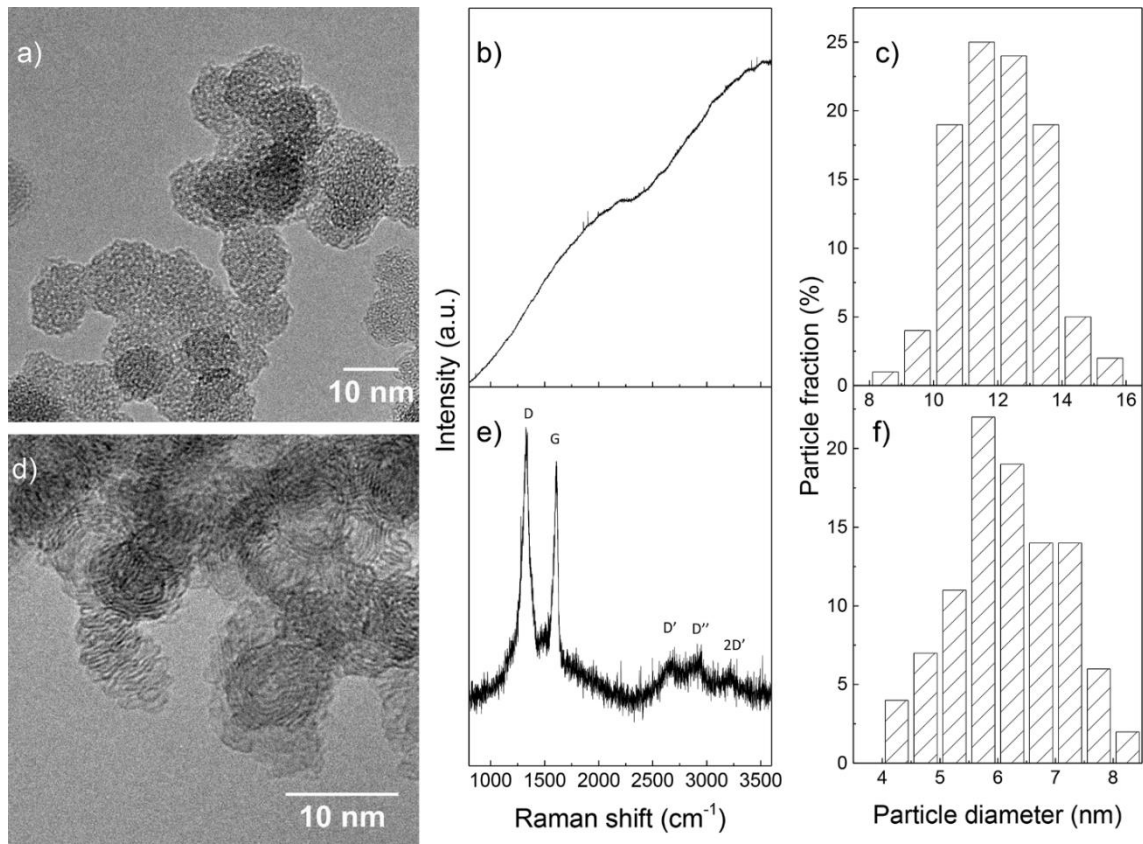 a)
10 nm
d)
10 nm
b)
e)
D
G
D’
D’’
2D’
Intensity (a.u.)
1000 1500 2000 2500 3000 3500
Raman shift (cm⁻¹)
c)
25
20
15
10
5
0
8 10 12 14 16
f)
20
15
10
5
0
4 5 6 7 8
Particle fraction (%)
Particle diameter (nm)